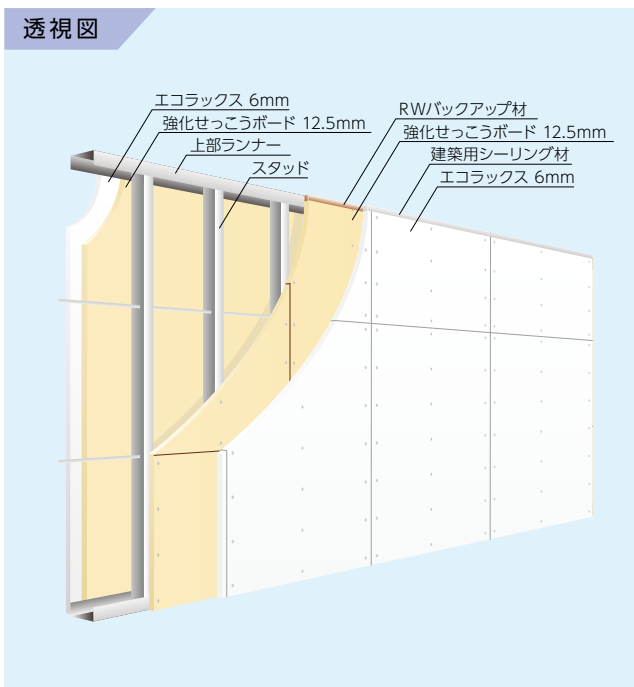 透視図
エコラックス 6mm
強化せっこうボード 12.5mm
上部ランナー
スタッド
RWバックアップ材
強化せっこうボード 12.5mm
建築用シーリング材
エコラックス 6mm